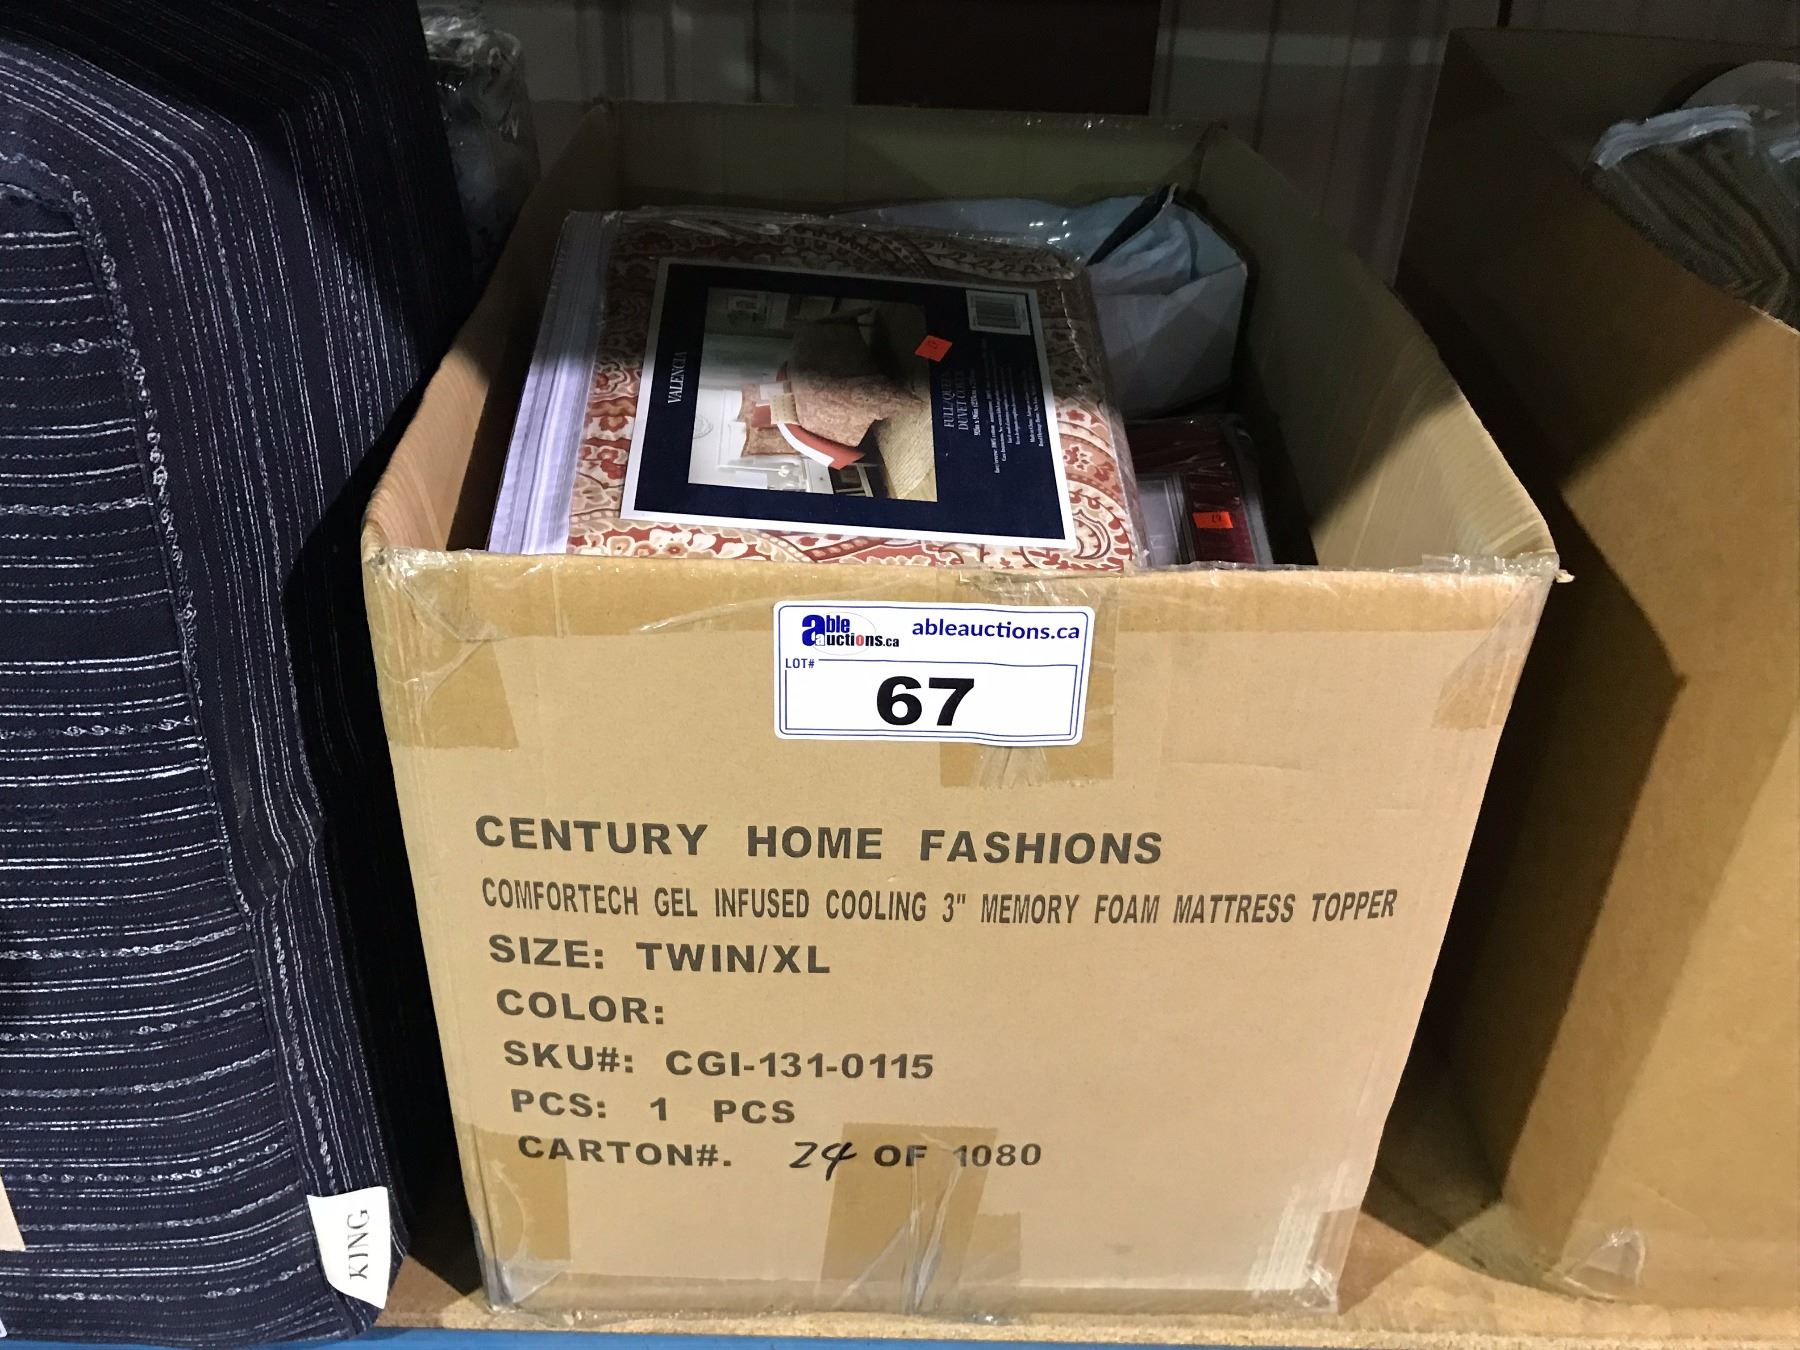 VALENCIA
FULL/QUEEN
DUVET COVER
able auctions.ca
ableauctions.ca
LOT#
67
CENTURY HOME FASHIONS
COMFORTECH GEL INFUSED COOLING 3" MEMORY FOAM MATTRESS TOPPER
SIZE: TWIN/XL
COLOR:
SKU#: CGI-131-0115
PCS: 1 PCS
CARTON#. 24 OF 1080
KING